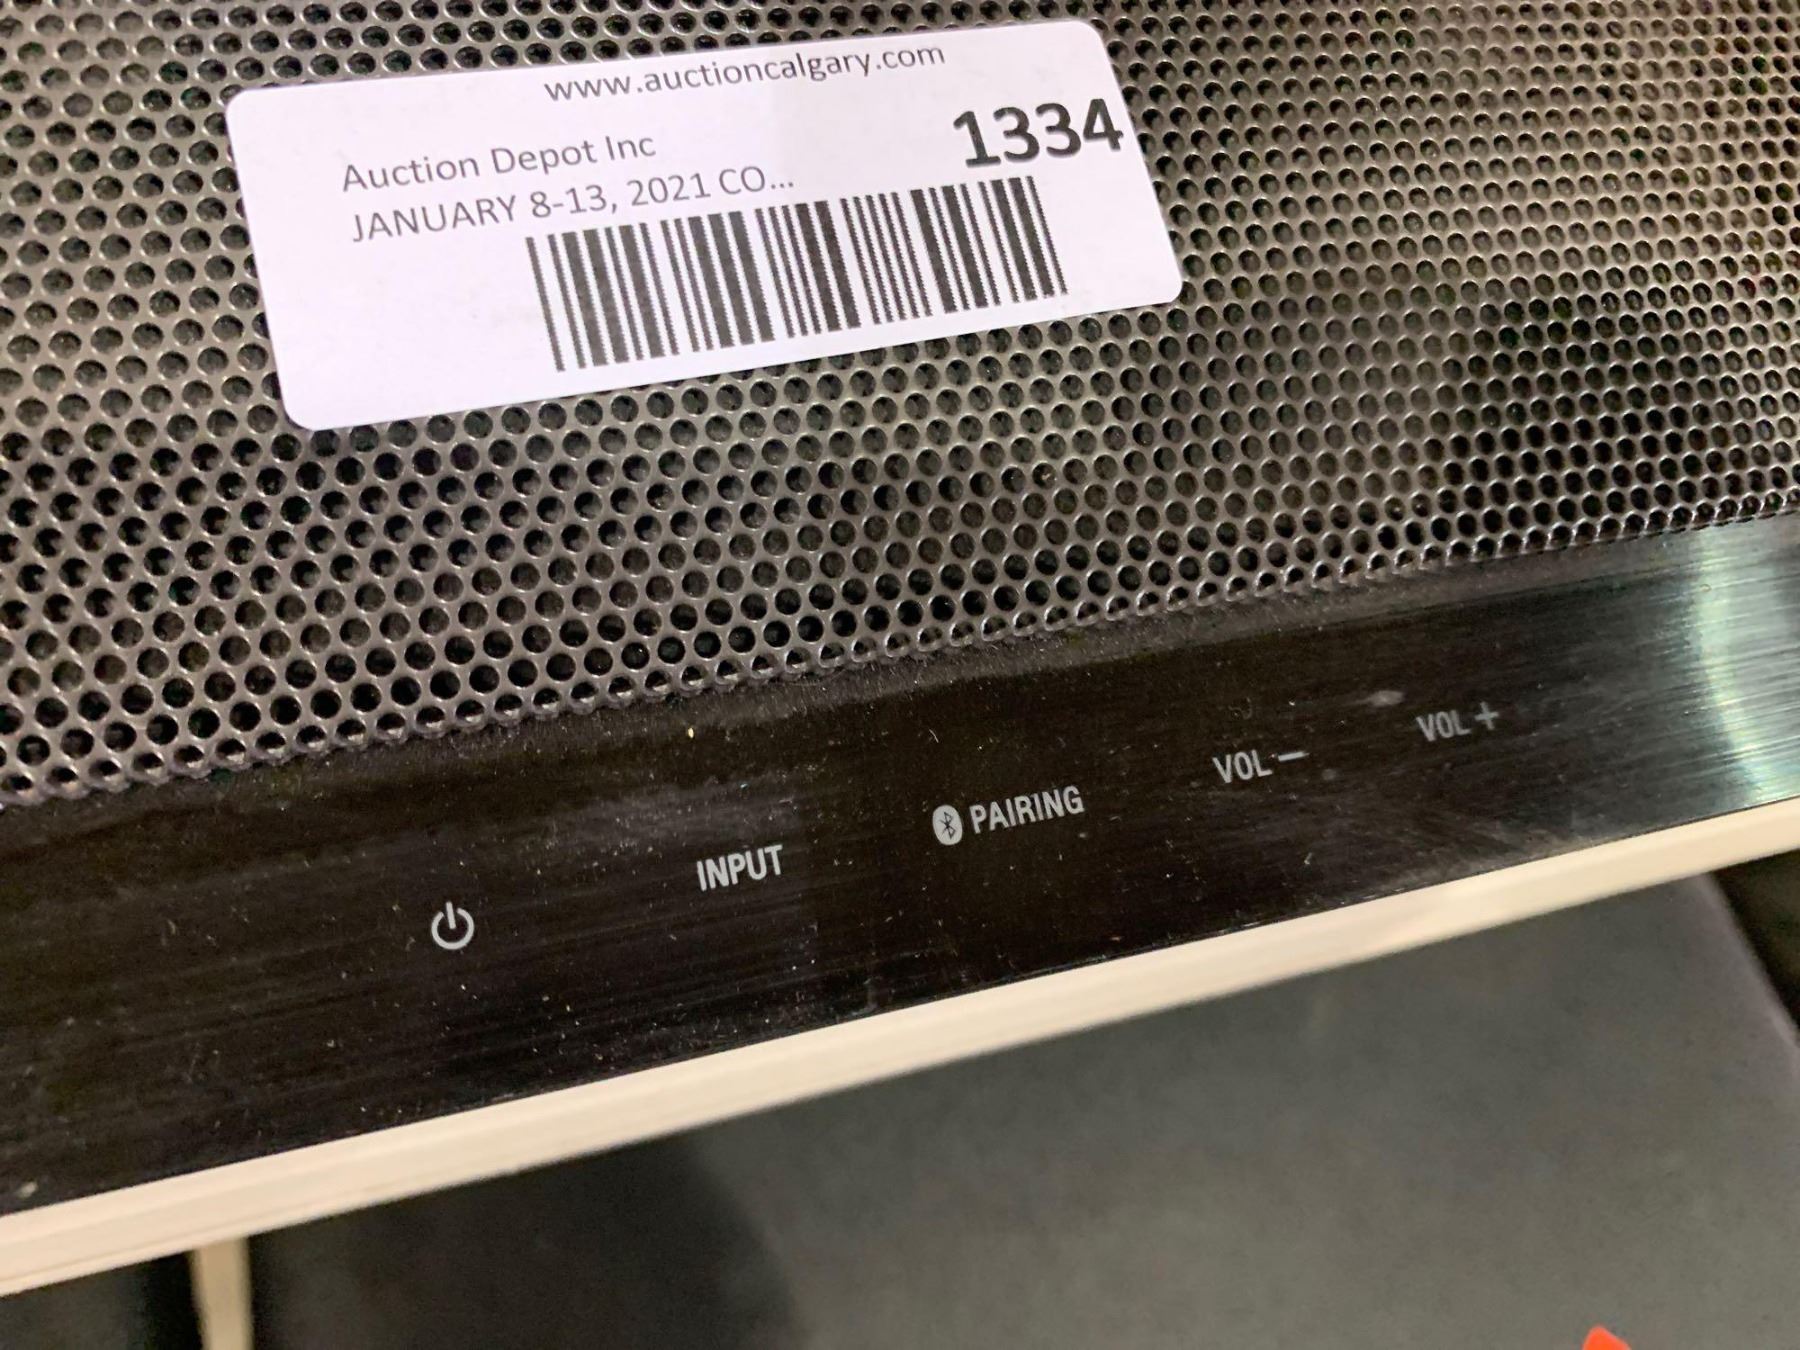 www.auctioncalgary.com
1334
Auction Depot Inc
JANUARY 8-13, 2021 CO...
INPUT
PAIRING
VOL −
VOL +